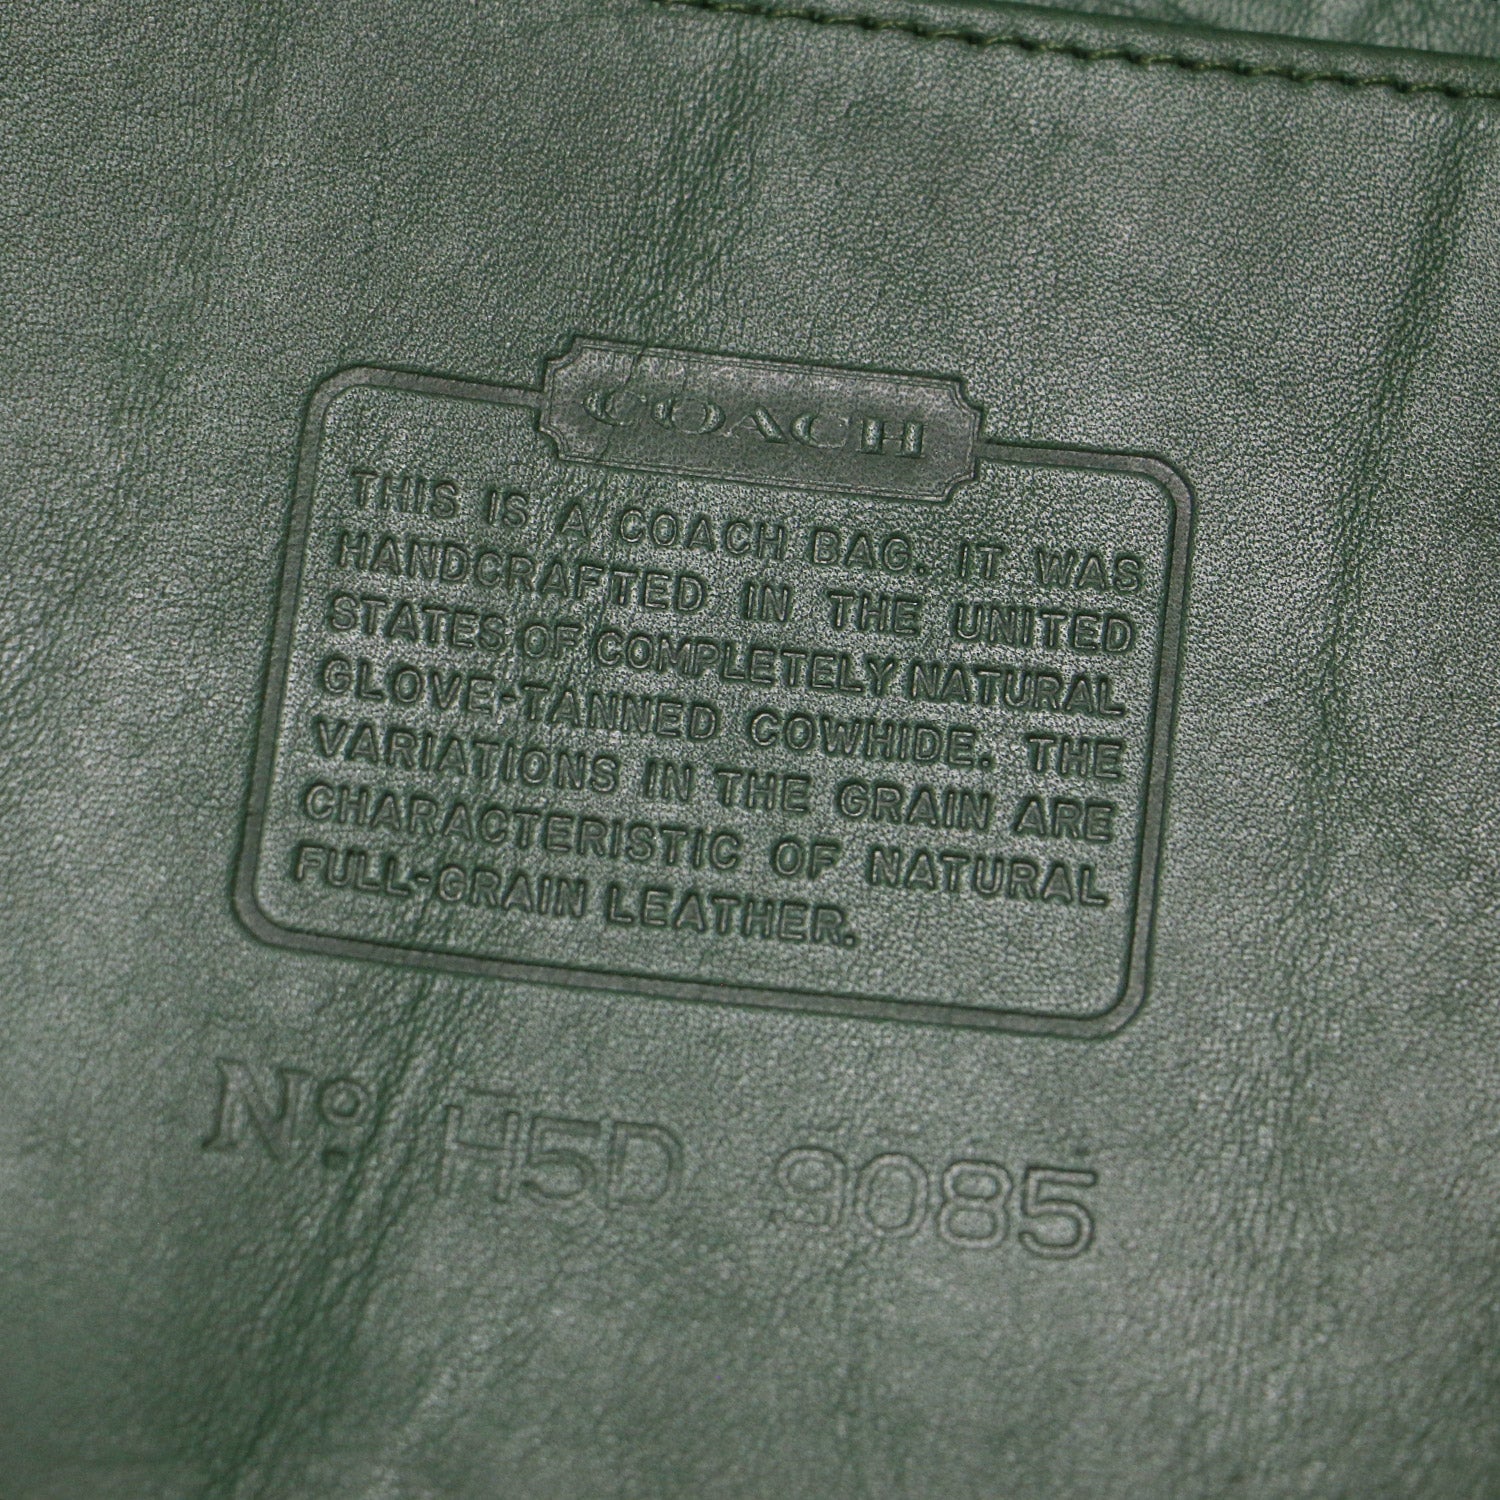 COACH
THIS IS A COACH BAG. IT WAS
HANDCRAFTED IN THE UNITED
STATES OF COMPLETELY NATURAL
GLOVE-TANNED COWHIDE. THE
VARIATIONS IN THE GRAIN ARE
CHARACTERISTIC OF NATURAL
FULL-GRAIN LEATHER.
No H5D 9085